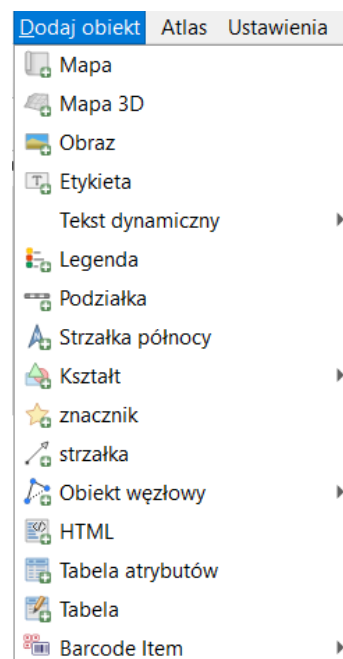 Dodaj obiekt Atlas Ustawienia
Mapa
Mapa 3D
Obraz
Etykieta
Tekst dynamiczny
Legenda
Podziałka
Strzałka północy
Kształt
znacznik
strzałka
Obiekt węzłowy
HTML
Tabela atrybutów
Tabela
Barcode Item